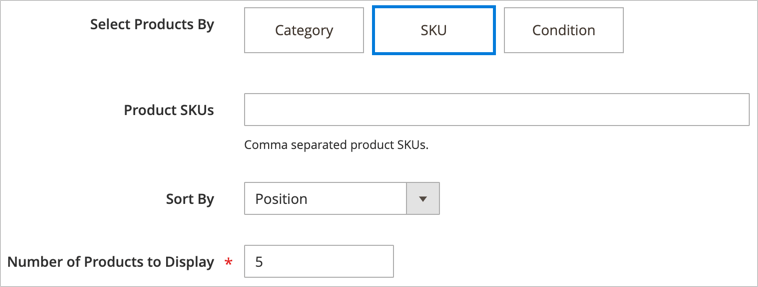 Select Products By Category SKU Condition
Product SKUs
Comma separated product SKUs.
Sort By Position
Number of Products to Display * 5